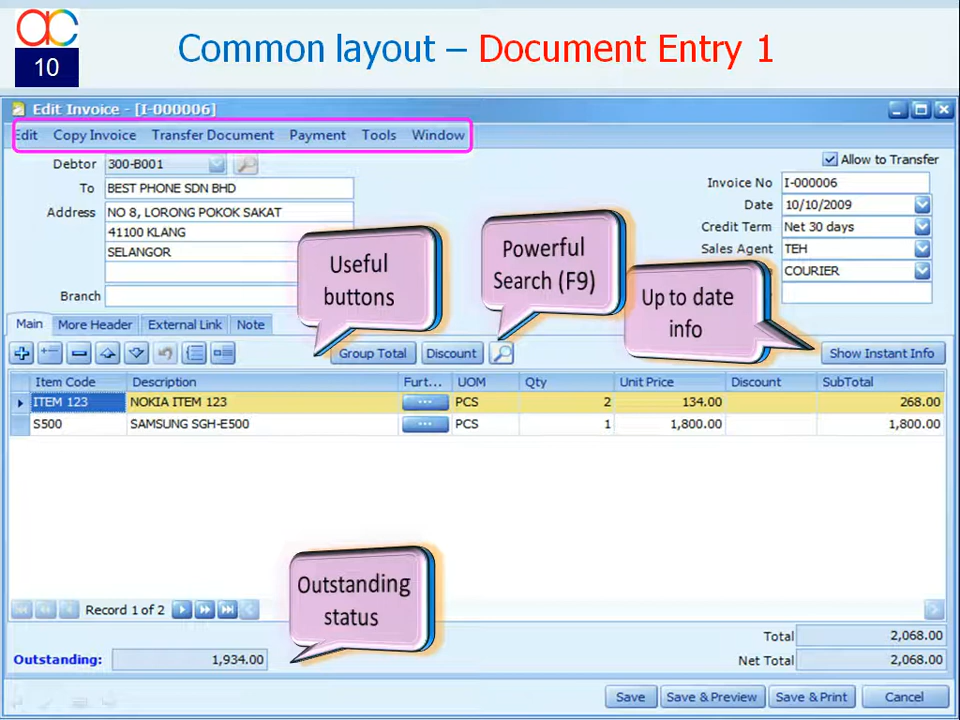 ac
10
Common layout – Document Entry 1
Edit Invoice - [I-000006]
Edit Copy Invoice Transfer Document Payment Tools Window
Debtor 300-B001
Allow to Transfer
To BEST PHONE SDN BHD
Invoice No I-000006
Address NO 8, LORONG POKOK SAKAT
Date 10/10/2009
41100 KLANG
Credit Term Net 30 days
SELANGOR
Sales Agent TEH
COURIER
Branch
Useful
buttons
Powerful
Search (F9)
Up to date
info
Main More Header External Link Note
Group Total Discount Show Instant Info
Item Code Description Furt... UOM Qty Unit Price Discount SubTotal
ITEM 123 NOKIA ITEM 123 ... PCS 2 134.00 268.00
S500 SAMSUNG SGH-E500 ... PCS 1 1,800.00 1,800.00
Outstanding
status
Record 1 of 2
Total 2,068.00
Outstanding: 1,934.00
Net Total 2,068.00
Save Save & Preview Save & Print Cancel